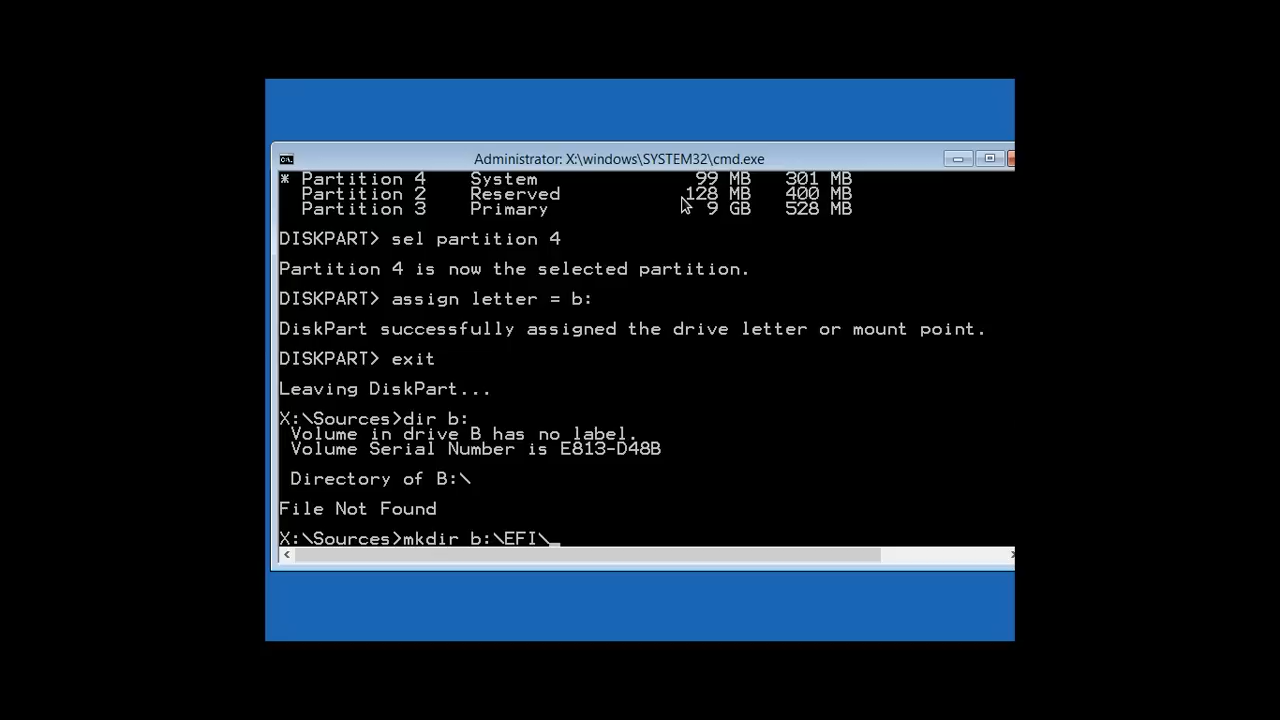 Administrator: X:\windows\SYSTEM32\cmd.exe
* Partition 4    System              99 MB   301 MB
  Partition 2    Reserved           128 MB   400 MB
  Partition 3    Primary              9 GB   528 MB
DISKPART> sel partition 4
Partition 4 is now the selected partition.
DISKPART> assign letter = b:
DiskPart successfully assigned the drive letter or mount point.
DISKPART> exit
Leaving DiskPart...
X:\Sources>dir b:
 Volume in drive B has no label.
 Volume Serial Number is E813-D48B
 Directory of B:\
File Not Found
X:\Sources>mkdir b:\EFI\_